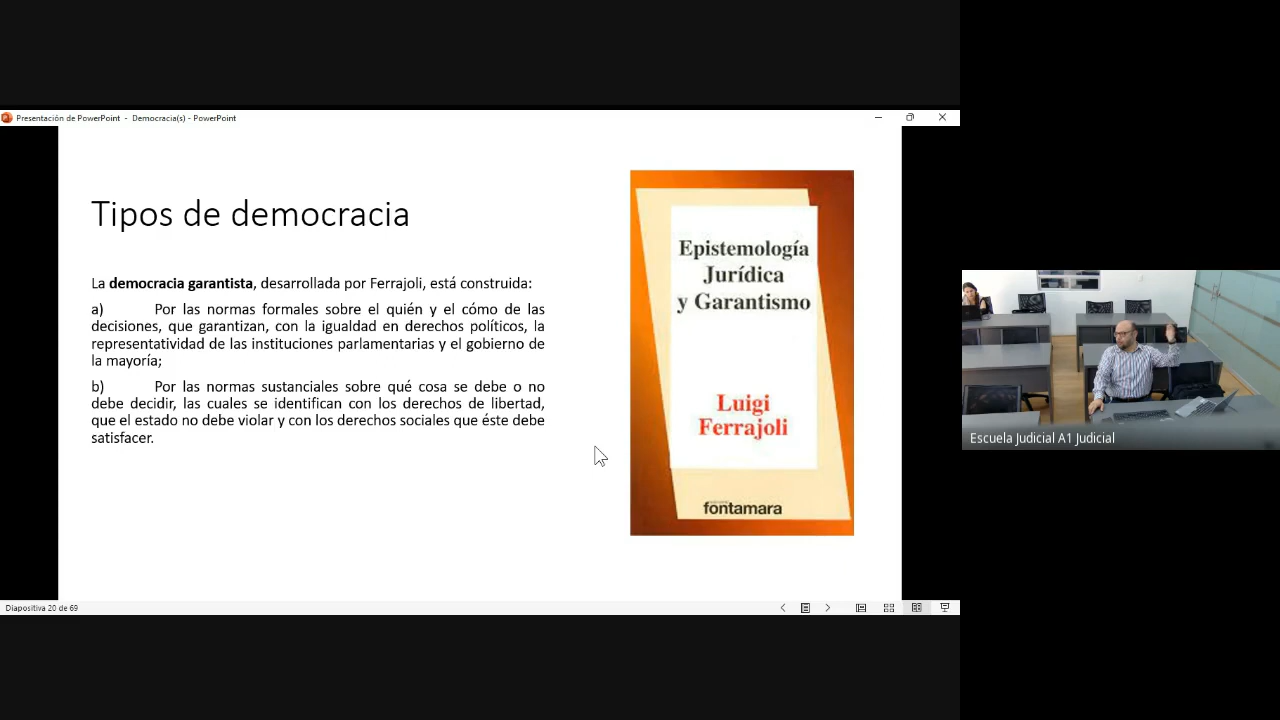 Presentación de PowerPoint - Democracia(s) - PowerPoint
Tipos de democracia
La democracia garantista, desarrollada por Ferrajoli, está construida:
a) Por las normas formales sobre el quién y el cómo de las
decisiones, que garantizan, con la igualdad en derechos políticos, la
representatividad de las instituciones parlamentarias y el gobierno de
la mayoría;
b) Por las normas sustanciales sobre qué cosa se debe o no
debe decidir, las cuales se identifican con los derechos de libertad,
que el estado no debe violar y con los derechos sociales que éste debe
satisfacer.
Epistemología
Jurídica
y Garantismo
Luigi
Ferrajoli
fontamara
Escuela Judicial A1 Judicial
Diapositiva 20 de 69